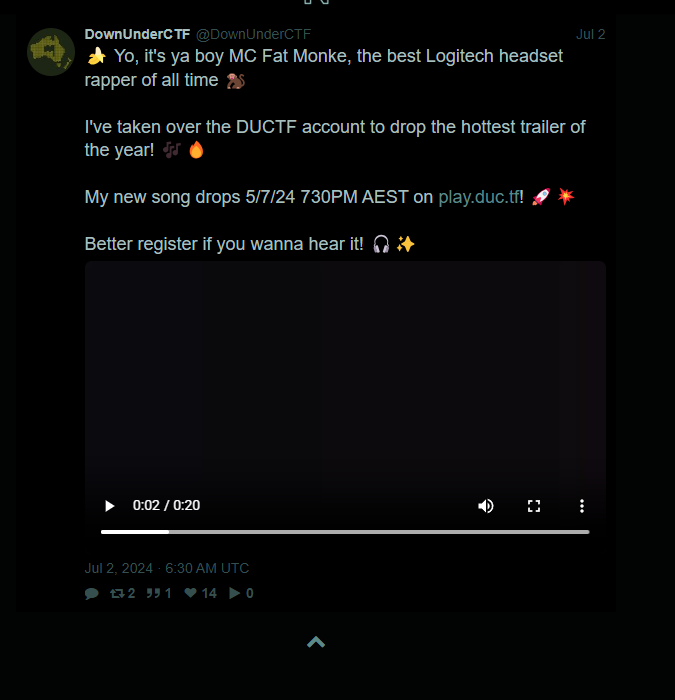 DownUnderCTF @DownUnderCTF Jul 2
🍌 Yo, it's ya boy MC Fat Monke, the best Logitech headset
rapper of all time 🐒
I've taken over the DUCTF account to drop the hottest trailer of
the year! 🎶 🔥
My new song drops 5/7/24 730PM AEST on play.duc.tf! 🚀 💥
Better register if you wanna hear it! 🎧 ✨
0:02 / 0:20
Jul 2, 2024 · 6:30 AM UTC
2 1 14 0